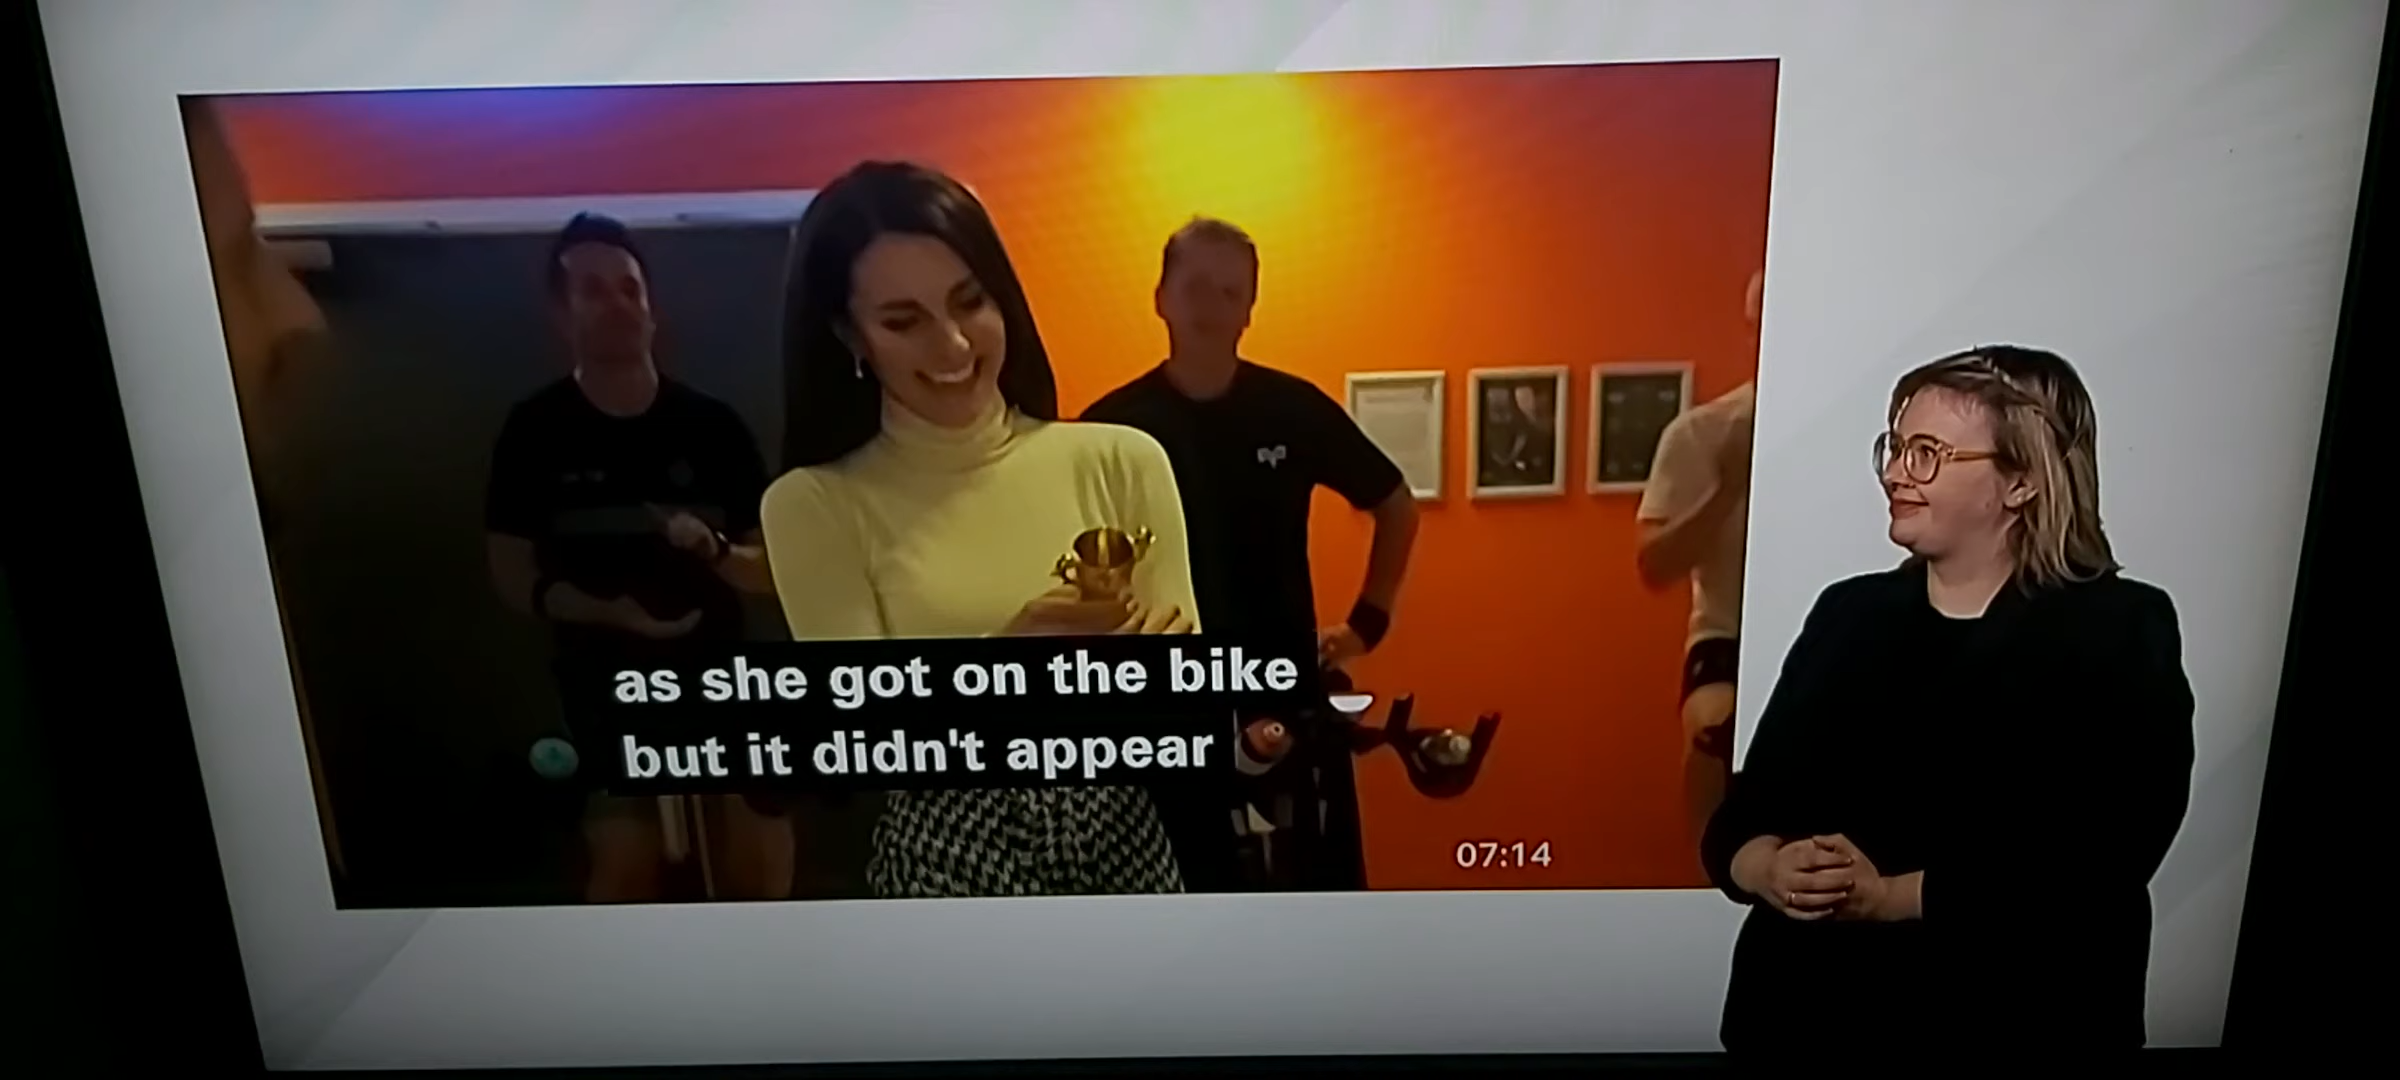 as she got on the bike
but it didn't appear
07:14